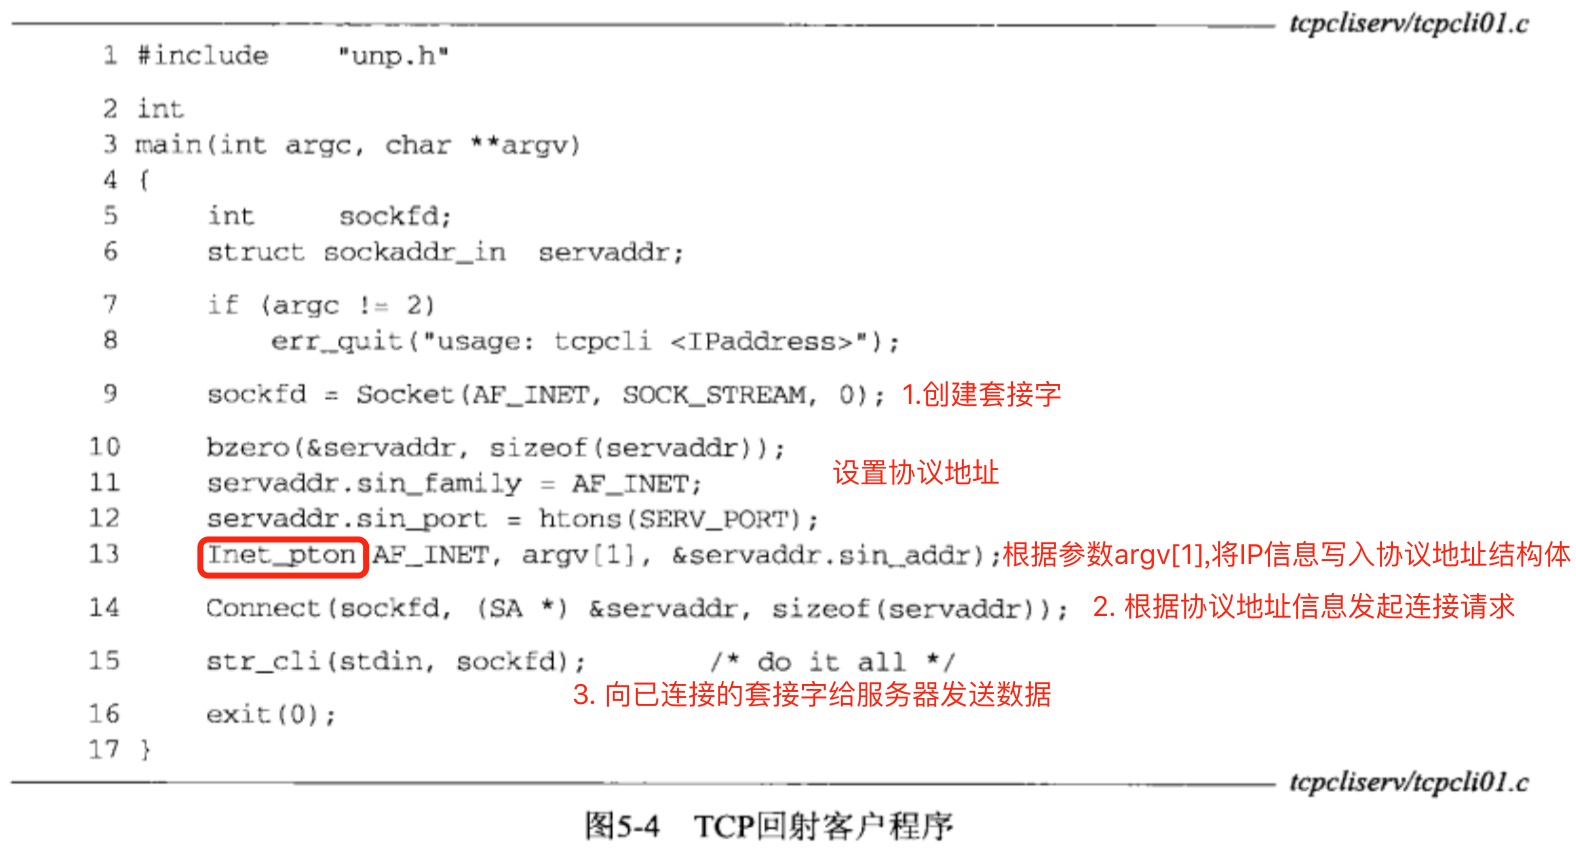 tcpcliserv/tcpcli01.c
1 #include "unp.h"
2 int
3 main(int argc, char **argv)
4 {
5 int sockfd;
6 struct sockaddr_in servaddr;
7 if (argc != 2)
8 err_quit("usage: tcpcli <IPaddress>");
9 sockfd = Socket(AF_INET, SOCK_STREAM, 0); 1.创建套接字
10 bzero(&servaddr, sizeof(servaddr));
设置协议地址
11 servaddr.sin_family = AF_INET;
12 servaddr.sin_port = htons(SERV_PORT);
13 Inet_pton AF_INET, argv[1], &servaddr.sin_addr); 根据参数argv[1],将IP信息写入协议地址结构体
14 Connect(sockfd, (SA *) &servaddr, sizeof(servaddr)); 2. 根据协议地址信息发起连接请求
15 str_cli(stdin, sockfd); /* do it all */
3. 向已连接的套接字给服务器发送数据
16 exit(0);
17 }
tcpcliserv/tcpcli01.c
图5-4 TCP回射客户程序